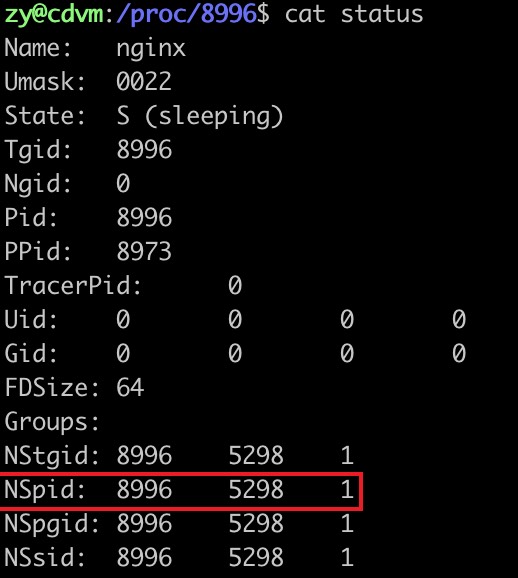 zy@cdvm:/proc/8996$ cat status
Name:   nginx
Umask:  0022
State:  S (sleeping)
Tgid:   8996
Ngid:   0
Pid:    8996
PPid:   8973
TracerPid:      0
Uid:    0       0       0       0
Gid:    0       0       0       0
FDSize: 64
Groups:
NStgid: 8996    5298    1
NSpid:  8996    5298    1
NSpgid: 8996    5298    1
NSsid:  8996    5298    1